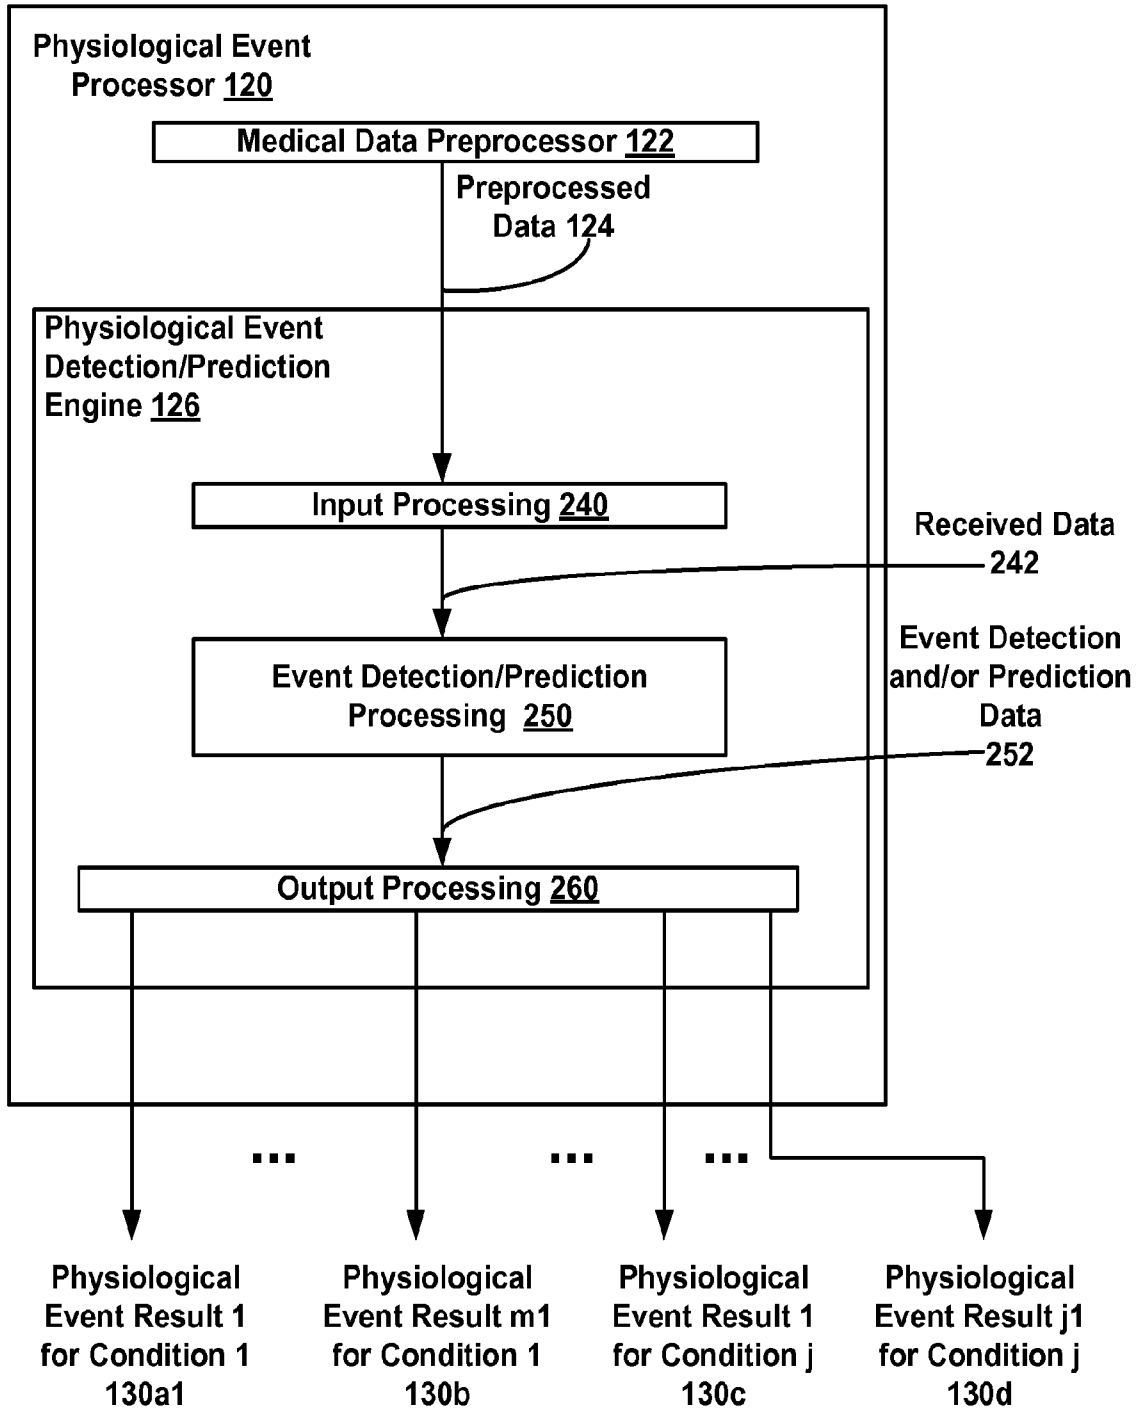 Physiological Event
Processor 120
Medical Data Preprocessor 122
Preprocessed
Data 124
Physiological Event
Detection/Prediction
Engine 126
Input Processing 240
Received Data
242
Event Detection/Prediction
Processing 250
Event Detection
and/or Prediction
Data
252
Output Processing 260
... ... ...
Physiological
Event Result 1
for Condition 1
130a1
Physiological
Event Result m1
for Condition 1
130b
Physiological
Event Result 1
for Condition j
130c
Physiological
Event Result j1
for Condition j
130d